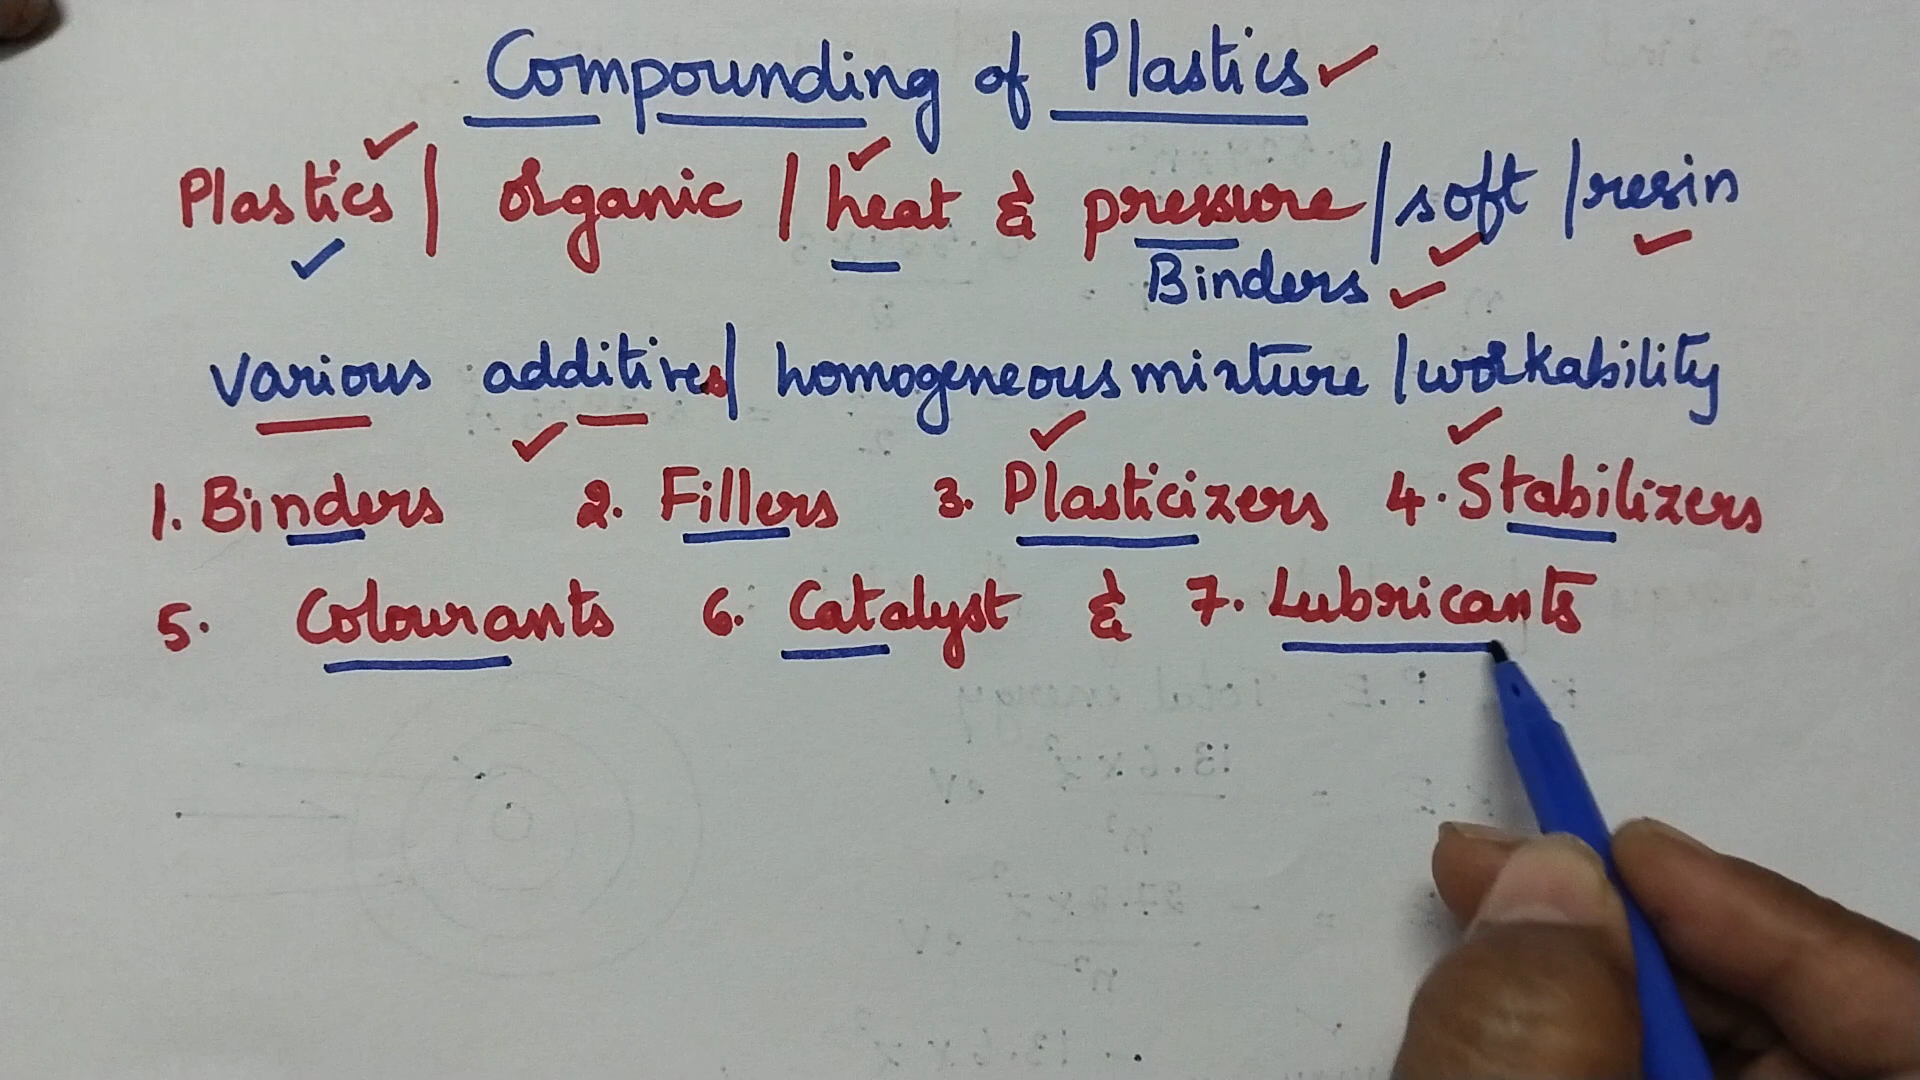 Compounding of Plastics
Plastics / organic / heat & pressure / soft / resin
Binders
various additives / homogeneous mixture / workability
1. Binders 2. Fillers 3. Plasticizers 4. Stabilizers
5. Colourants 6. Catalyst & 7. Lubricants